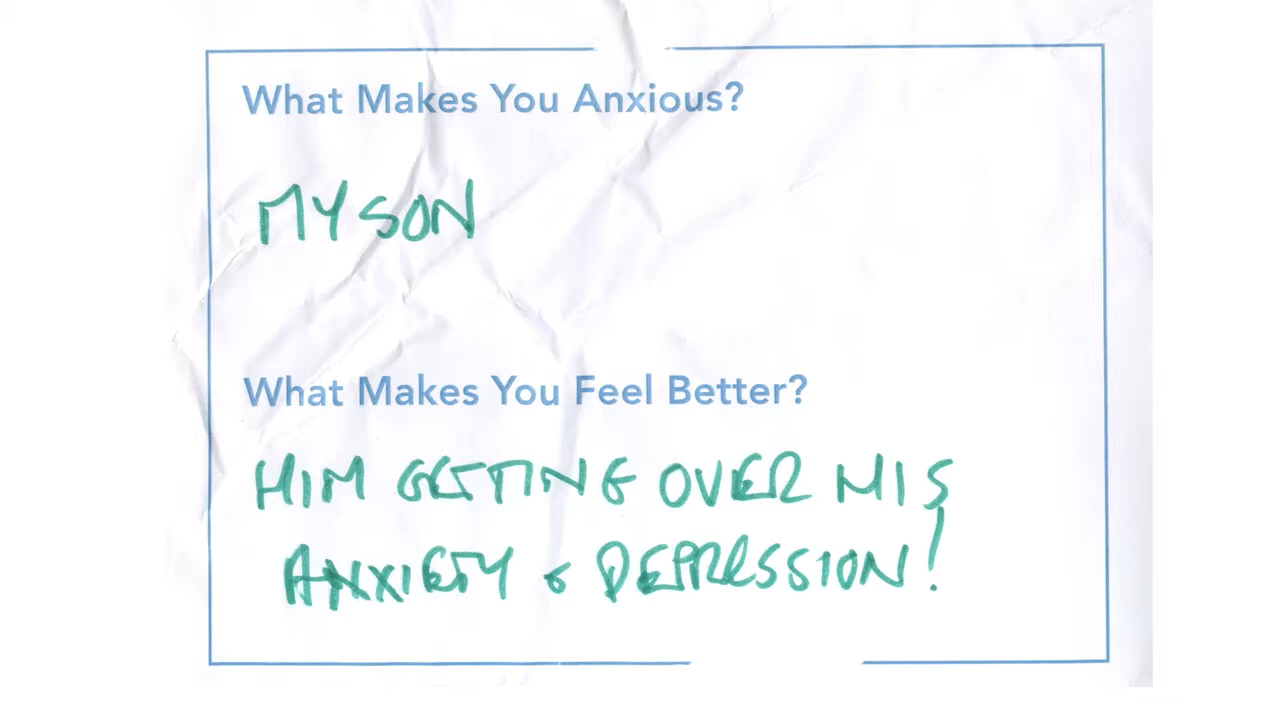 What Makes You Anxious?
MY SON
What Makes You Feel Better?
HIM GETTING OVER HIS
ANXIETY & DEPRESSION!